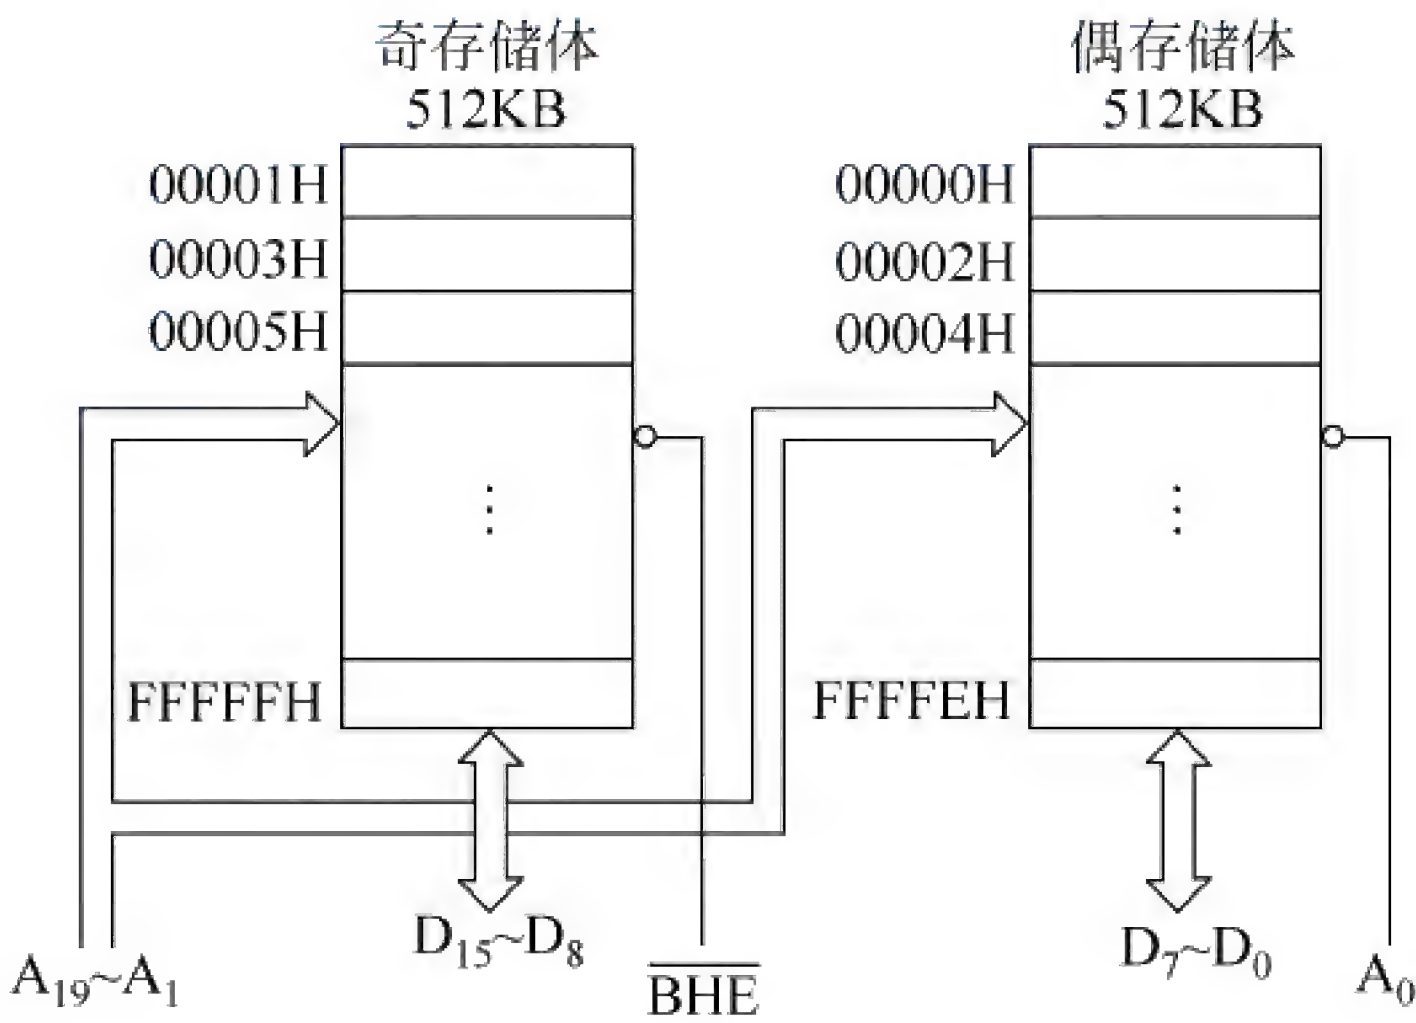 奇存储体
512KB
00001H
00003H
00005H
⋮
FFFFFH
偶存储体
512KB
00000H
00002H
00004H
⋮
FFFFEH
A₁₉~A₁
D₁₅~D₈
B̅H̅E̅
D₇~D₀
A₀